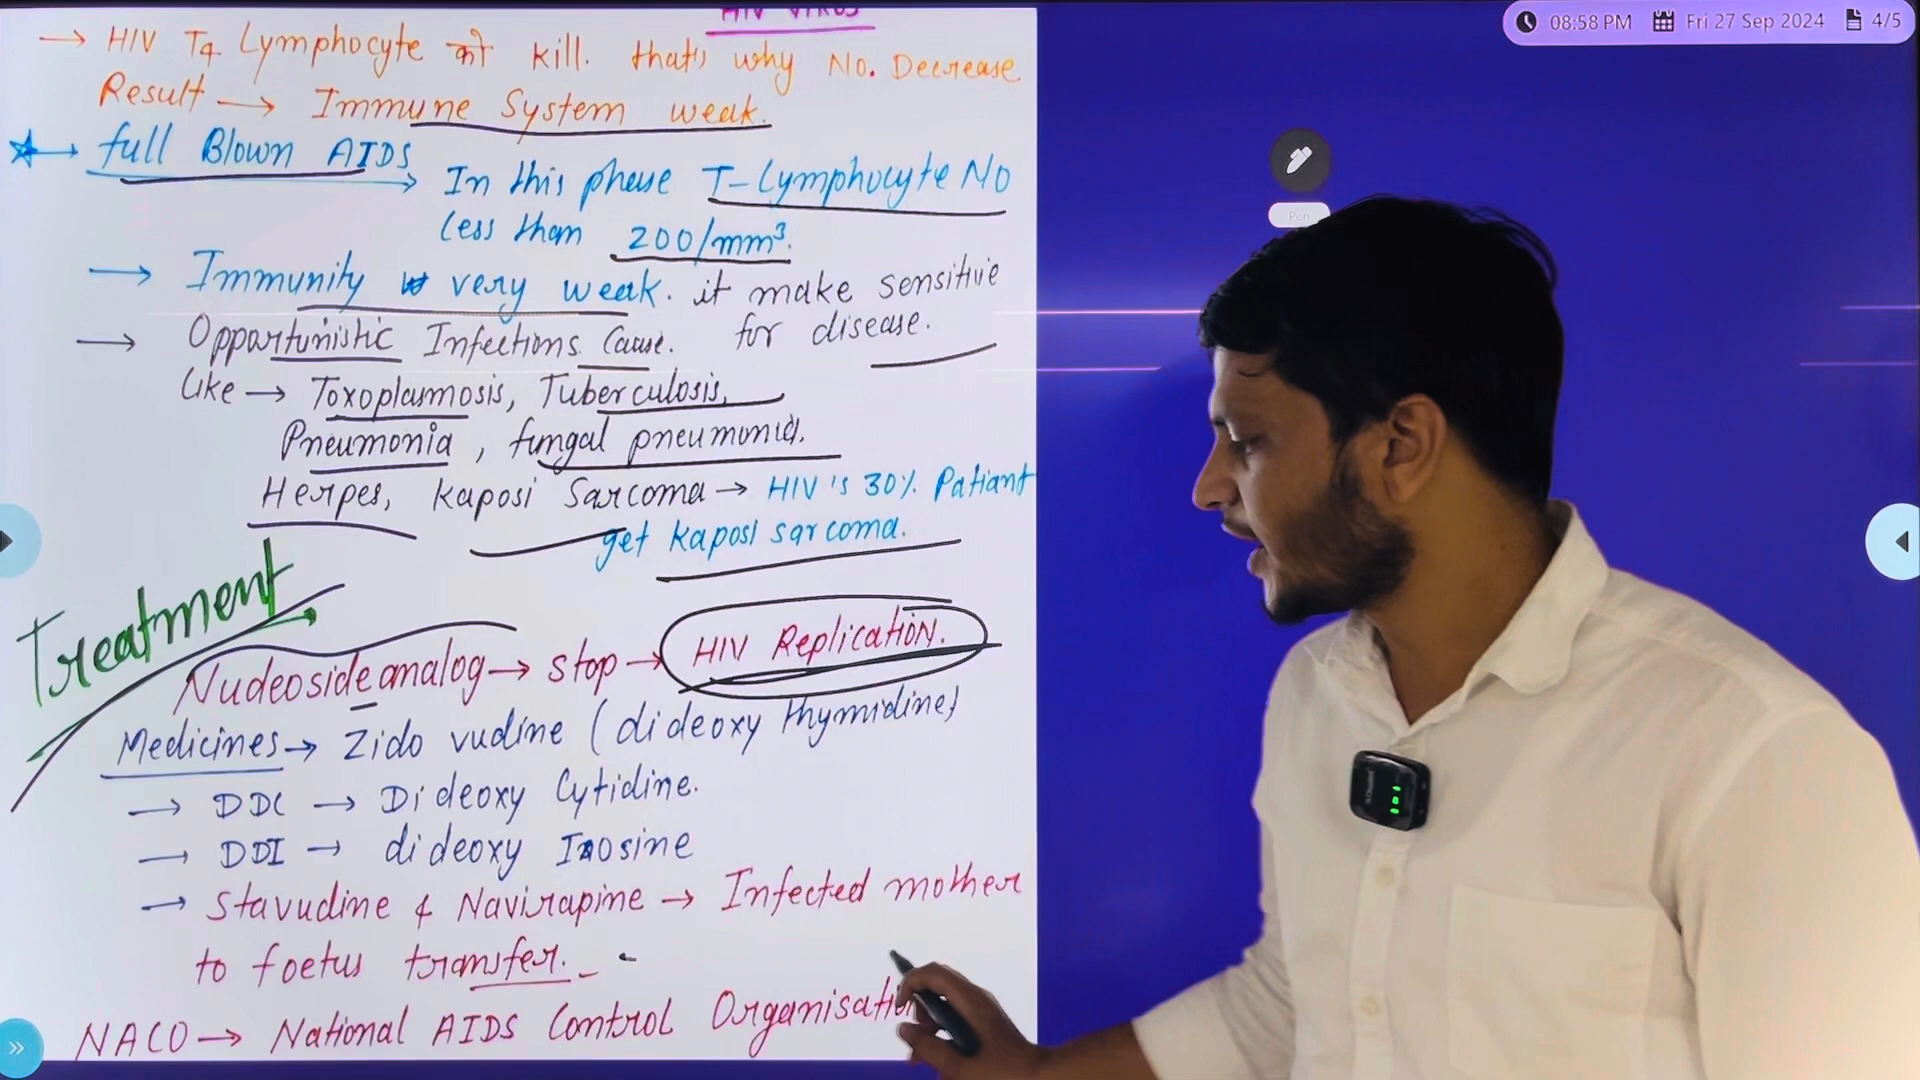 HIV VIRUS
08:58 PM Fri 27 Sep 2024 4/5
→ HIV T4 Lymphocyte को kill. that's why No. Decrease
Result → Immune System weak.
→ full Blown AIDS
→ In this phase T-Lymphocyte No
less than 200/mm³.
Pen
→ Immunity very weak. it make sensitive
for disease.
→ Opportunistic Infections Cause.
Like → Toxoplasmosis, Tuberculosis,
Pneumonia, fungal pneumonia.
Herpes, Kaposi Sarcoma → HIV's 30% Patiant
get Kaposi sarcoma.
Treatment
Nucleoside analog → stop → HIV Replication.
Medicines → Zido vudine (di deoxy thymidine)
→ DDC → Di deoxy Cytidine.
→ DDI → di deoxy Inosine
→ Stavudine & Navirapine → Infected mother
to foetus transfer.
NACO → National AIDS Control Organisatio